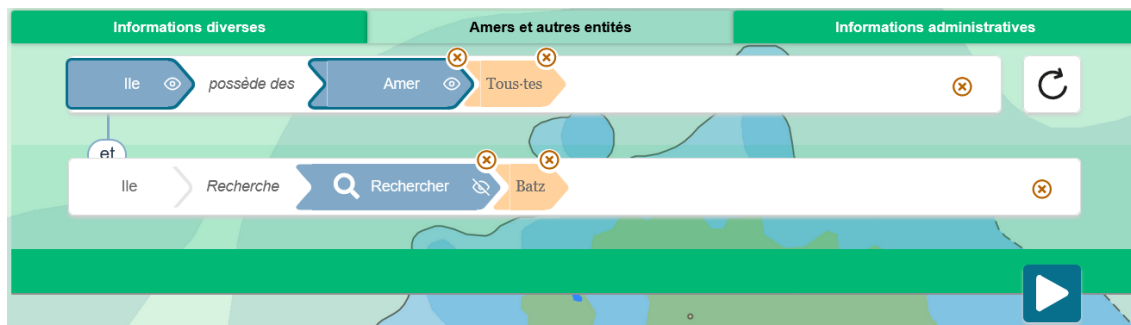 Informations diverses Amers et autres entités Informations administratives
Ile possède des Amer Tous·tes
et
Ile Recherche Rechercher Batz